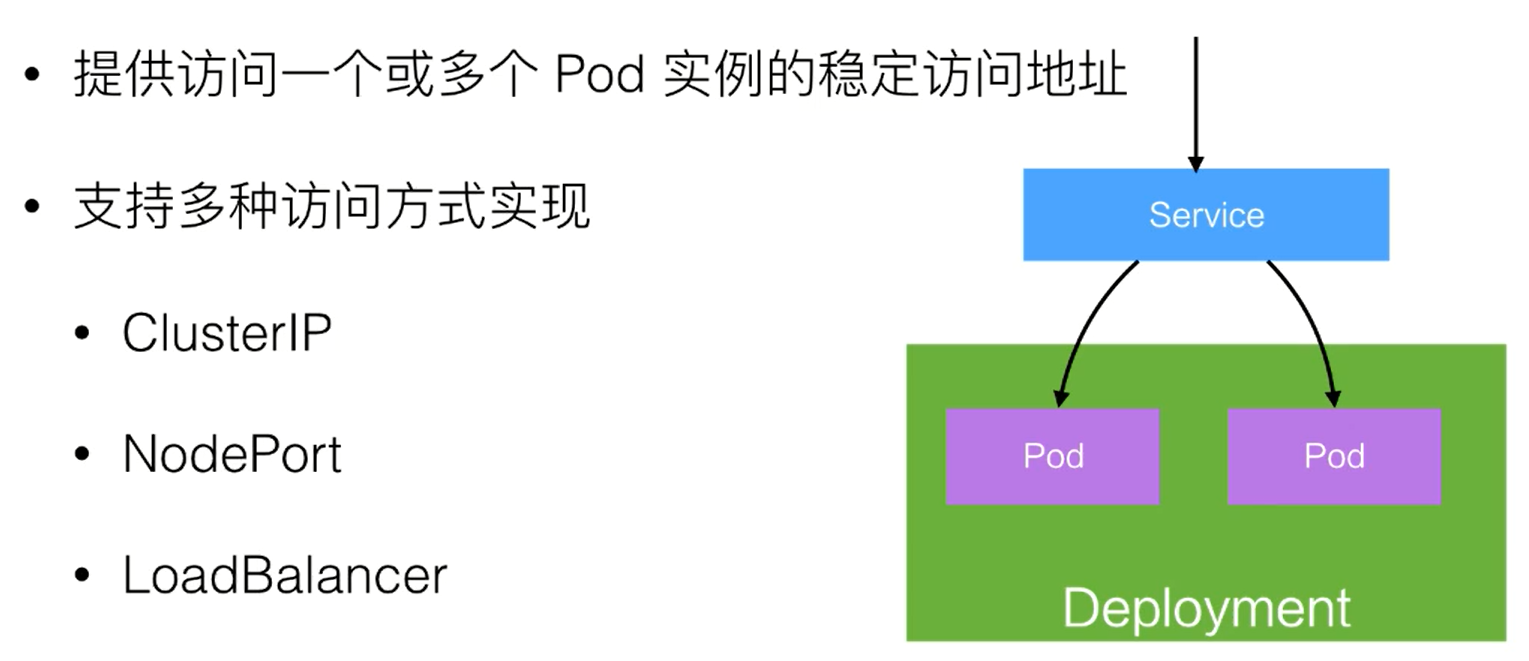 • 提供访问一个或多个 Pod 实例的稳定访问地址
• 支持多种访问方式实现
• ClusterIP
• NodePort
• LoadBalancer
Service
Pod
Pod
Deployment